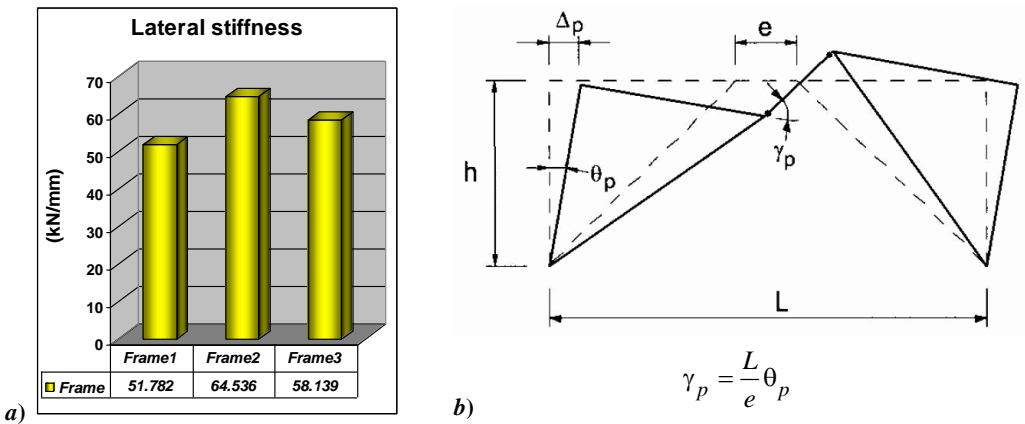 Lateral stiffness
(kN/mm)
70
60
50
40
30
20
10
0
Frame1 Frame2 Frame3
Frame 51.782 64.536 58.139
a)
Δp e
h θp γp
L
γp = L/e θp
b)